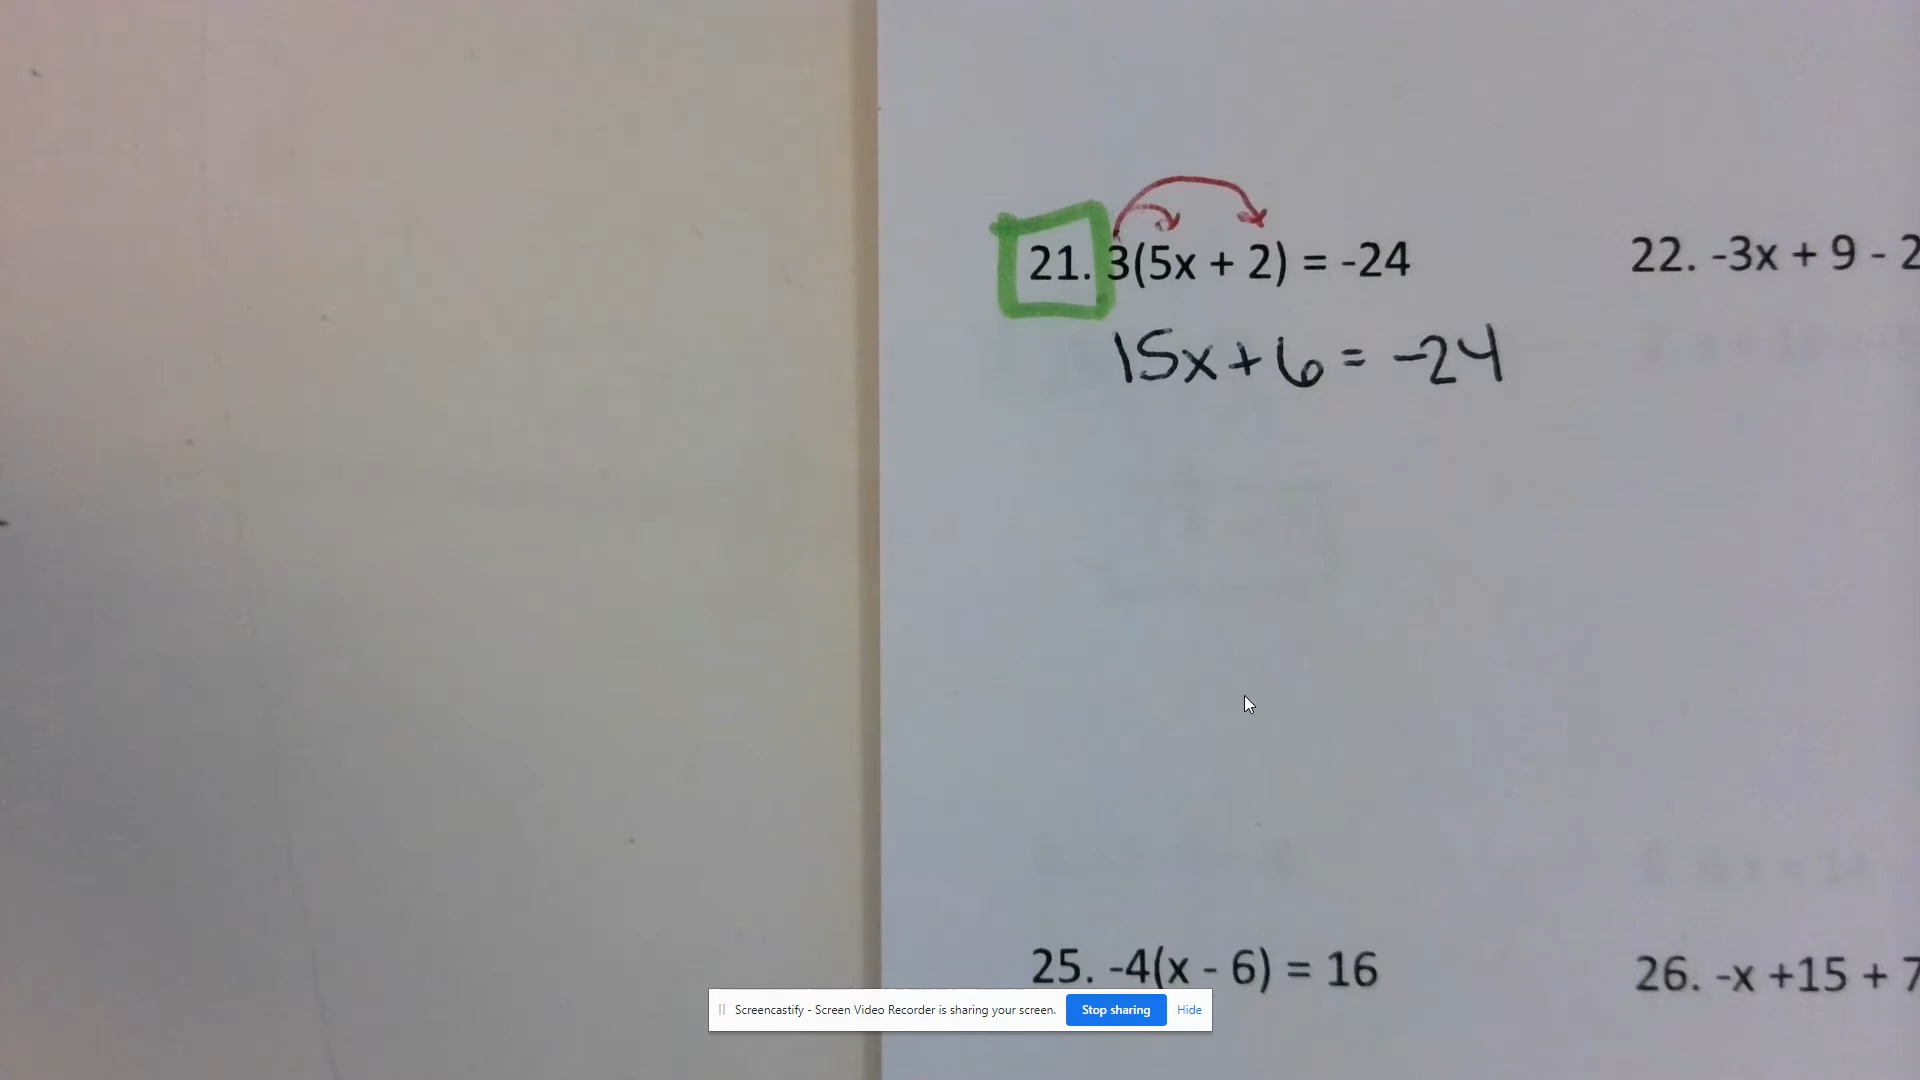 21. 3(5x + 2) = -24
15x + 6 = -24
22. -3x + 9 - 2
25. -4(x - 6) = 16
26. -x +15 + 7
Screencastify - Screen Video Recorder is sharing your screen.
Stop sharing
Hide